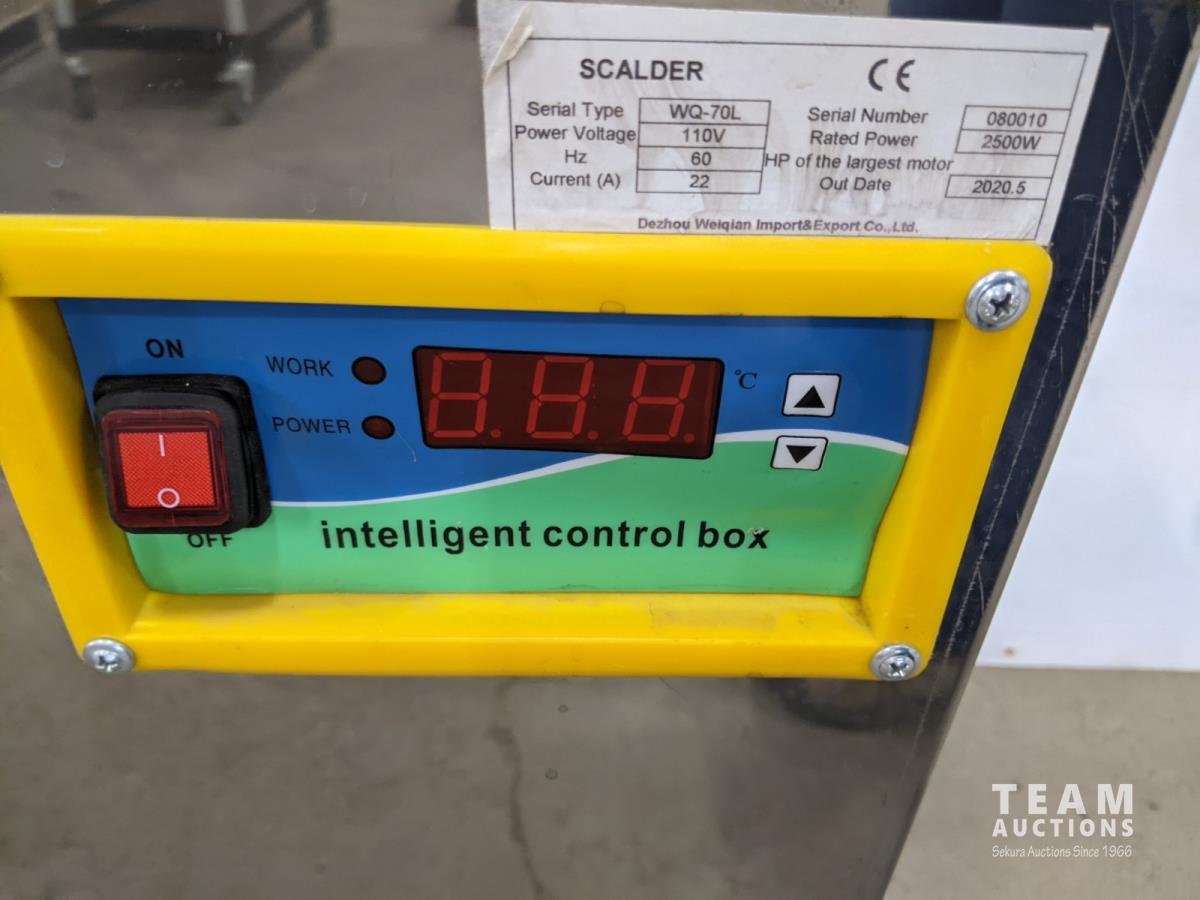 SCALDER CE
Serial Type WQ-70L Serial Number 080010
Power Voltage 110V Rated Power 2500W
Hz 60 HP of the largest motor
Current (A) 22 Out Date 2020.5
Dezhou Weiqian Import&Export Co.,Ltd.
ON
WORK
8.8.8. °C
POWER
I
O
OFF
intelligent control box
TEAM
AUCTIONS
Sekura Auctions Since 1966